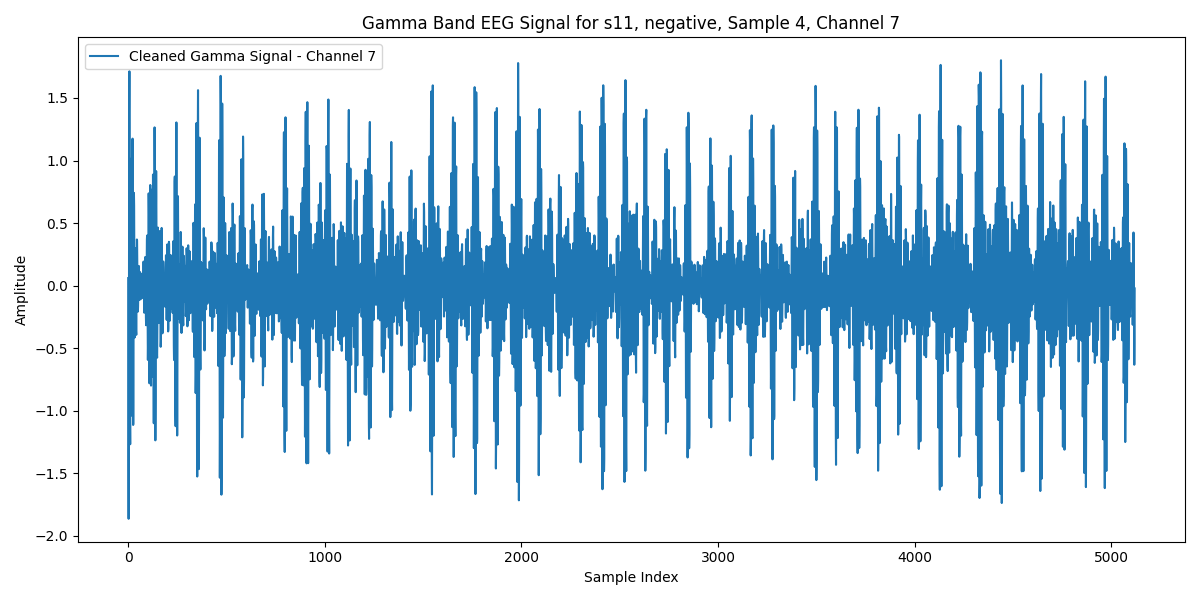 Gamma Band EEG Signal for s11, negative, Sample 4, Channel 7
Cleaned Gamma Signal - Channel 7
Amplitude
1.5
1.0
0.5
0.0
−0.5
−1.0
−1.5
−2.0
0 1000 2000 3000 4000 5000
Sample Index